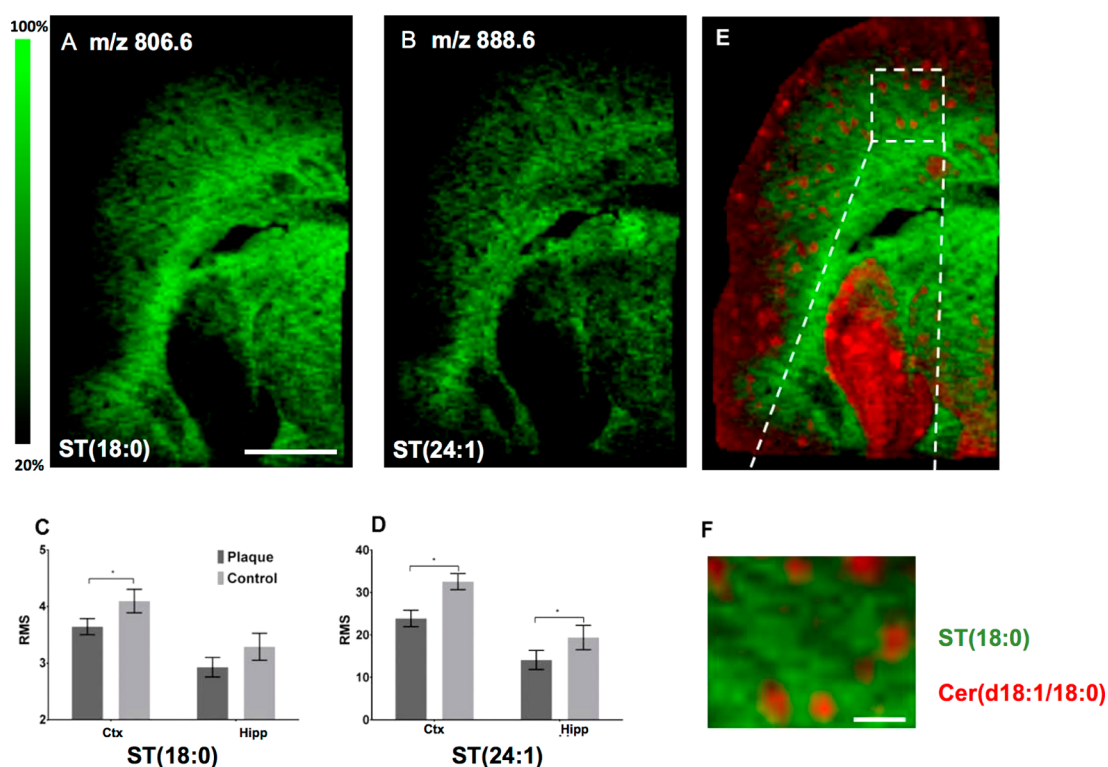 100%
A m/z 806.6
B m/z 888.6
E
20%
ST(18:0)
ST(24:1)
C
D
F
5
4
3
2
RMS
*
Plaque
Control
Ctx
Hipp
ST(18:0)
40
30
20
10
0
RMS
*
*
Ctx
Hipp
ST(24:1)
ST(18:0)
Cer(d18:1/18:0)